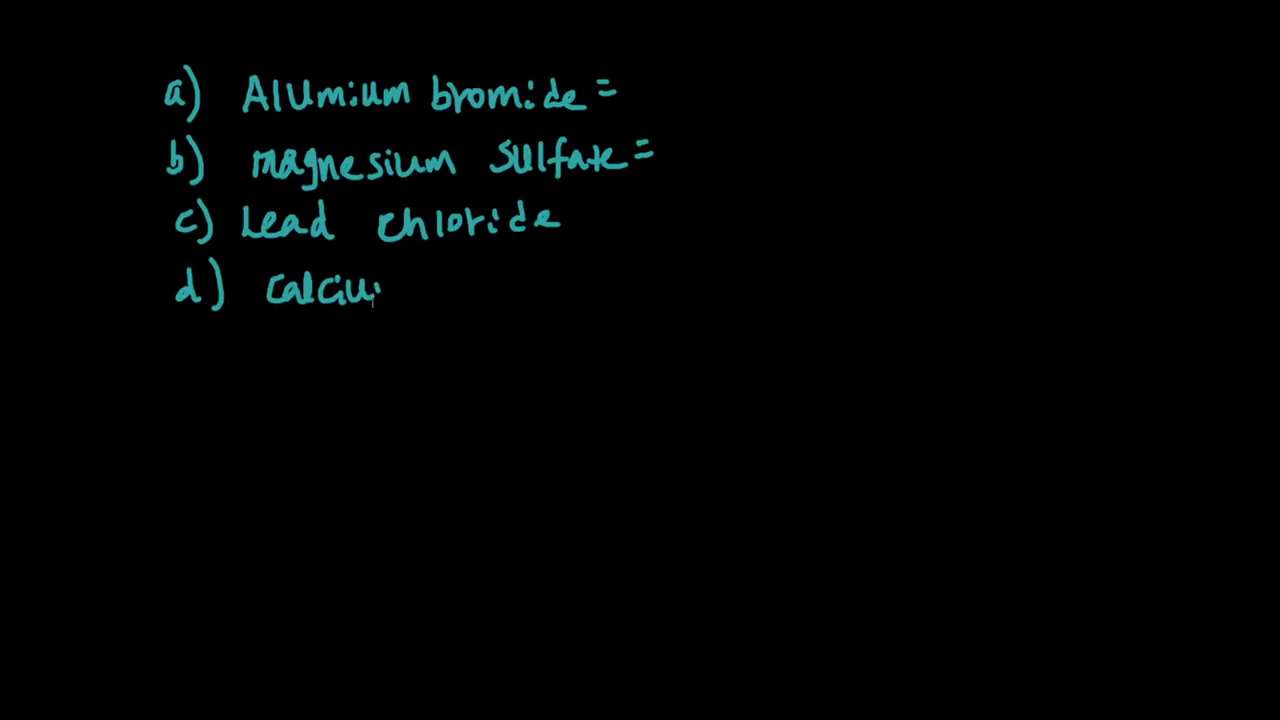 a) Alumium bromide =
b) magnesium sulfate =
c) Lead chloride
d) calciu